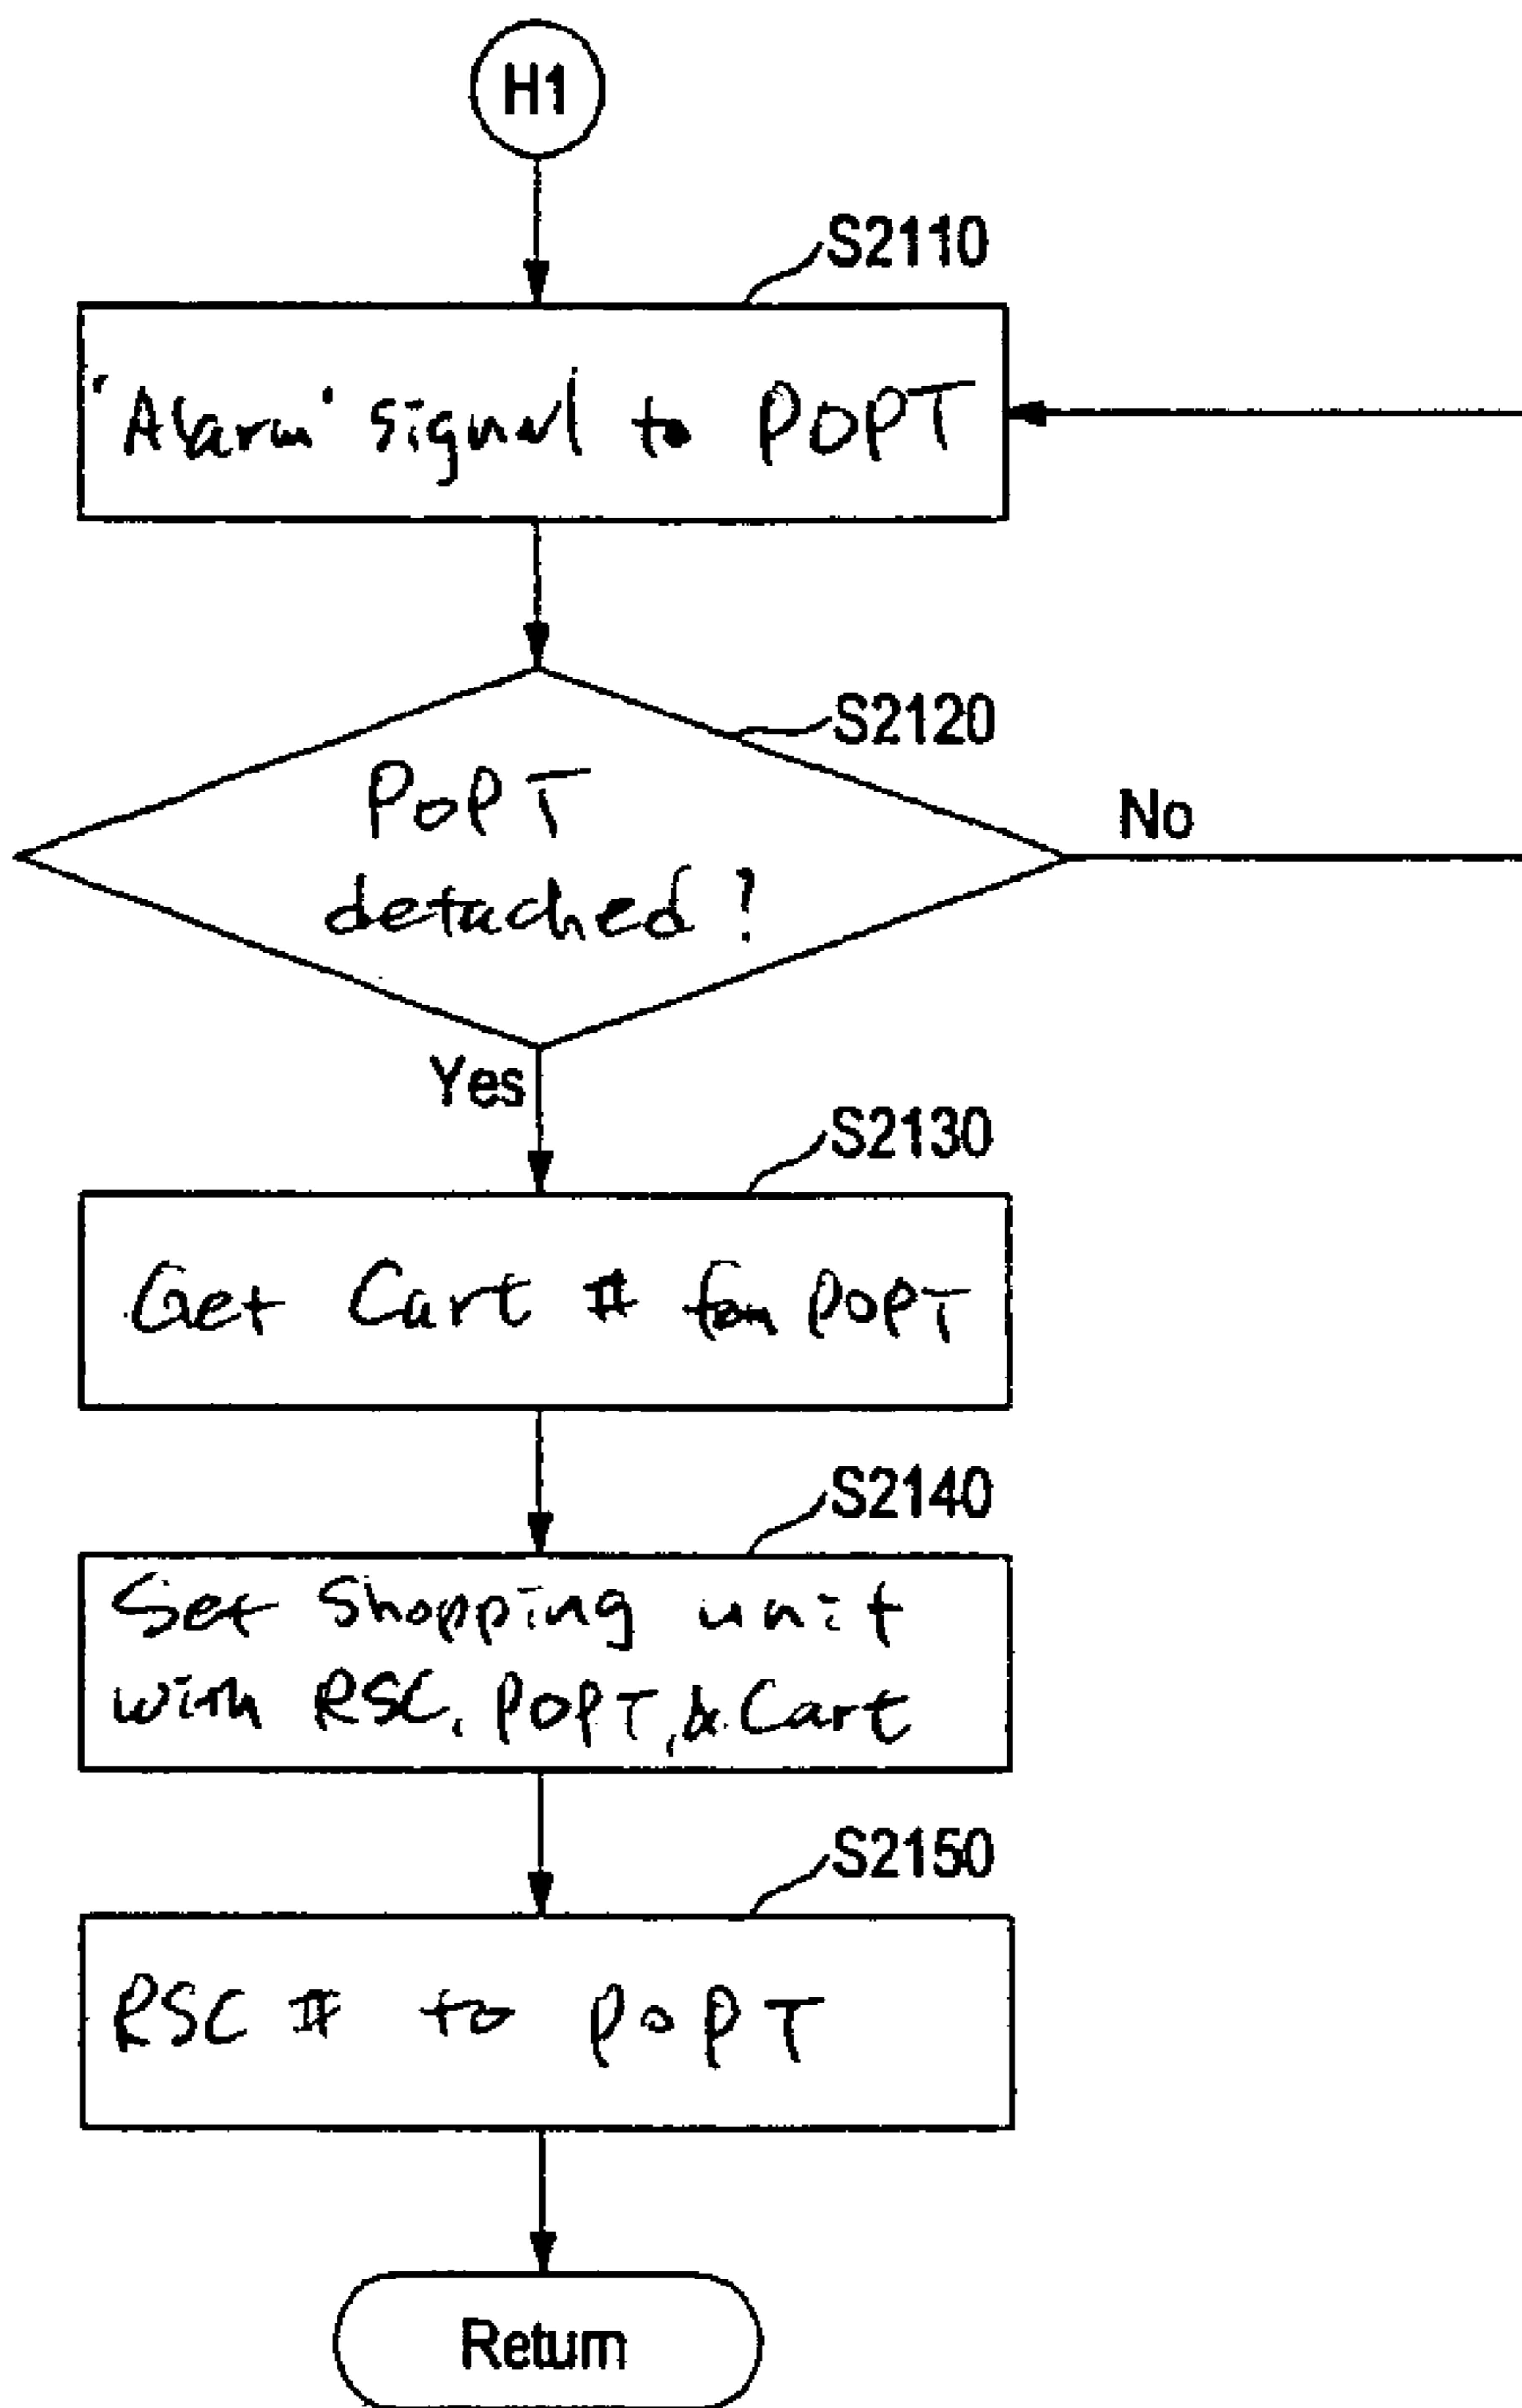 H1
S2110
'Alarm' signal to POPT
S2120
POPT
detached?
No
Yes
S2130
Get Cart # POPT
S2140
Set Shopping unit
with RSC, POPT, & Cart
S2150
RSC # to POPT
Return